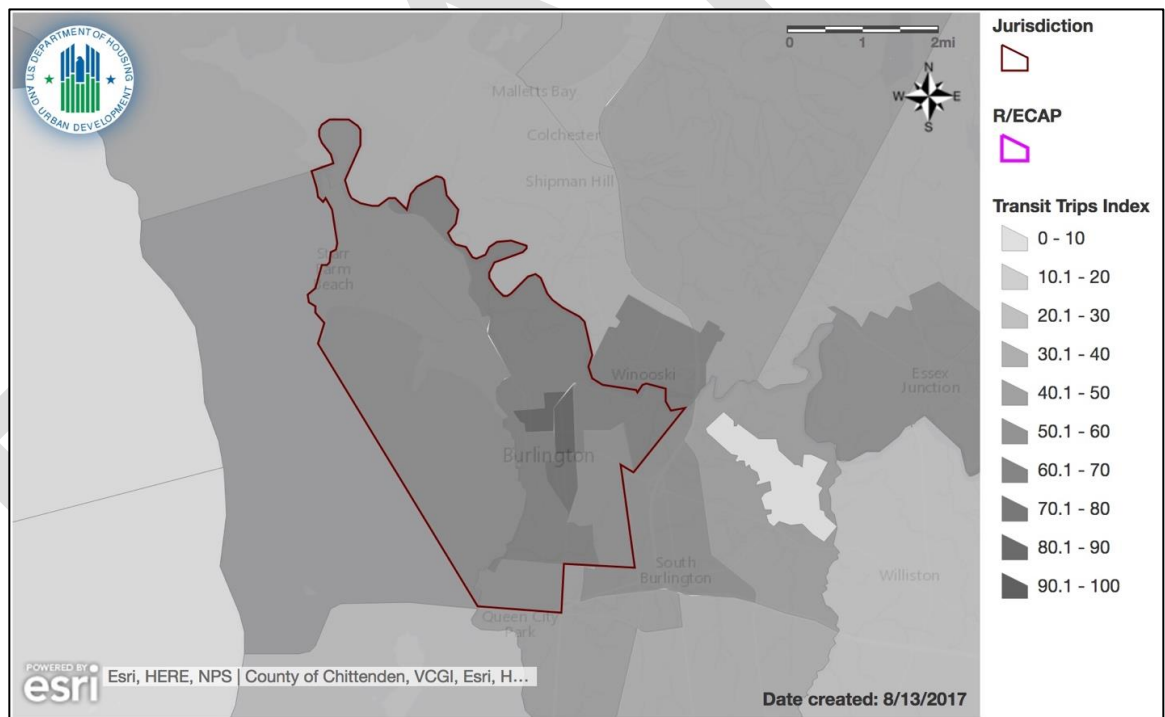 U.S. DEPARTMENT OF HOUSING
AND URBAN DEVELOPMENT
0 1 2mi
N
W E
S
Malletts Bay
Colchester
Shipman Hill
Starr
Farm
Beach
Winooski
Essex
Junction
Burlington
South
Burlington
Williston
Queen City
Park
POWERED BY
esri
Esri, HERE, NPS | County of Chittenden, VCGI, Esri, H...
Date created: 8/13/2017
Jurisdiction
R/ECAP
Transit Trips Index
0 - 10
10.1 - 20
20.1 - 30
30.1 - 40
40.1 - 50
50.1 - 60
60.1 - 70
70.1 - 80
80.1 - 90
90.1 - 100